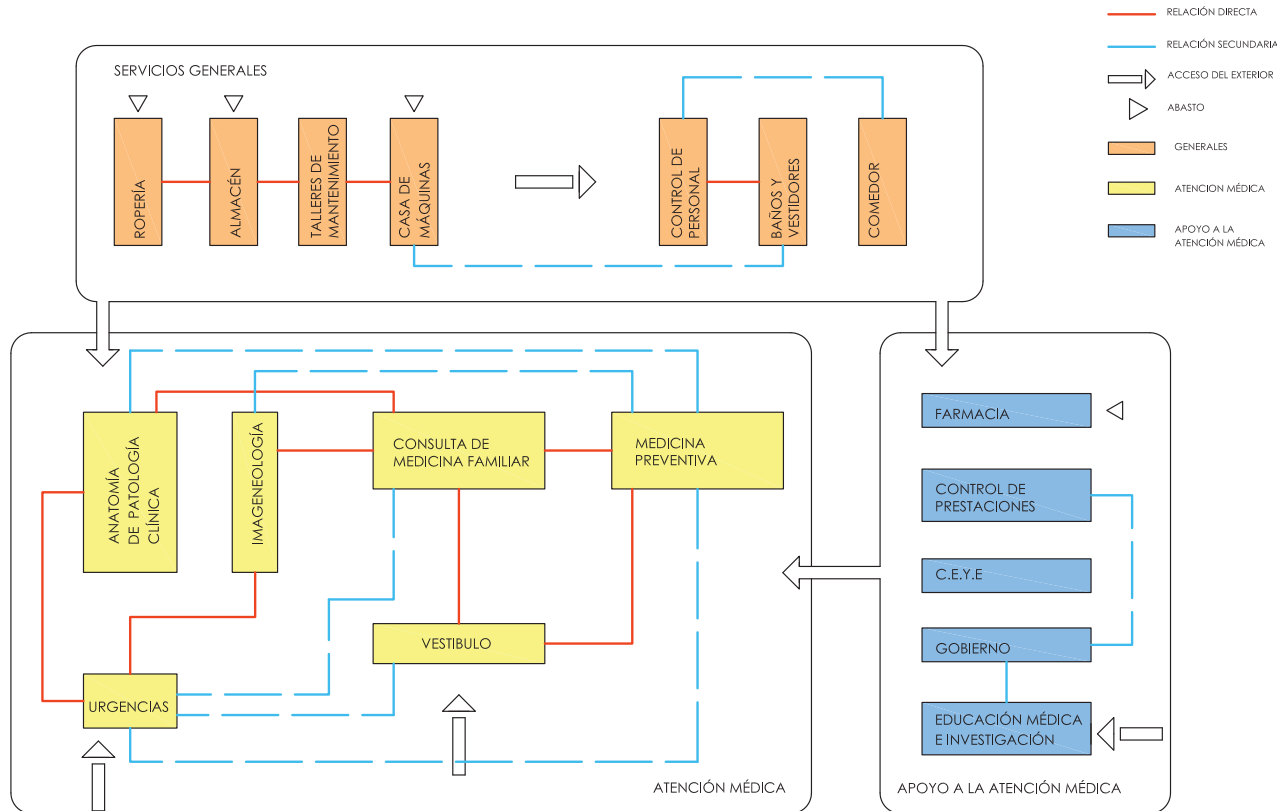 RELACIÓN DIRECTA
RELACIÓN SECUNDARIA
ACCESO DEL EXTERIOR
ABASTO
GENERALES
ATENCION MÉDICA
APOYO A LA
ATENCIÓN MÉDICA
SERVICIOS GENERALES
ROPERÍA
ALMACÉN
TALLERES DE
MANTENIMIENTO
CASA DE
MÁQUINAS
CONTROL DE
PERSONAL
BAÑOS Y
VESTIDORES
COMEDOR
ANATOMÍA
DE PATOLOGÍA
CLÍNICA
IMAGENEOLOGÍA
CONSULTA DE
MEDICINA FAMILIAR
MEDICINA
PREVENTIVA
VESTIBULO
URGENCIAS
ATENCIÓN MÉDICA
FARMACIA
CONTROL DE
PRESTACIONES
C.E.Y.E
GOBIERNO
EDUCACIÓN MÉDICA
E INVESTIGACIÓN
APOYO A LA ATENCIÓN MÉDICA